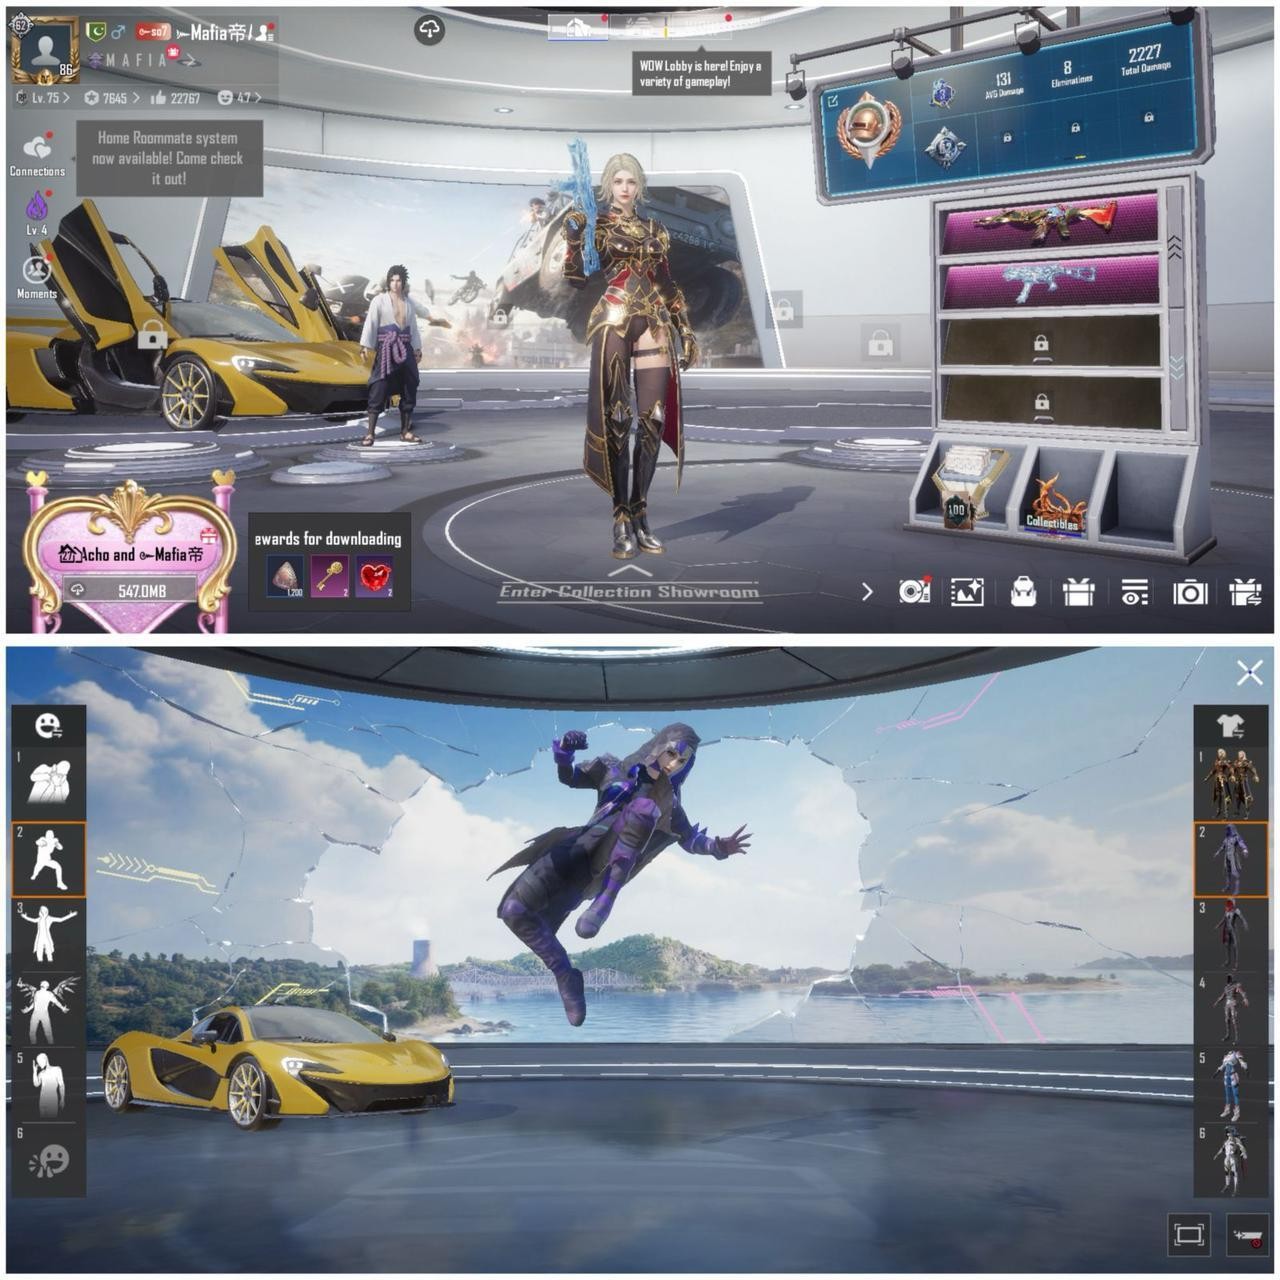 62
86
so7
Mafia帝
MAFIA
Lv. 75
7645
22767
47
Connections
Home Roommate system
now available! Come check
it out!
Lv. 4
Moments
WOW Lobby is here! Enjoy a
variety of gameplay!
131
AVG Damage
8
Eliminations
2227
Total Damage
Acho and Mafia帝
547.0MB
ewards for downloading
1,200
2
2
Enter Collection Showroom
100
Collectibles
1
2
3
4
5
6
1
2
3
4
5
6